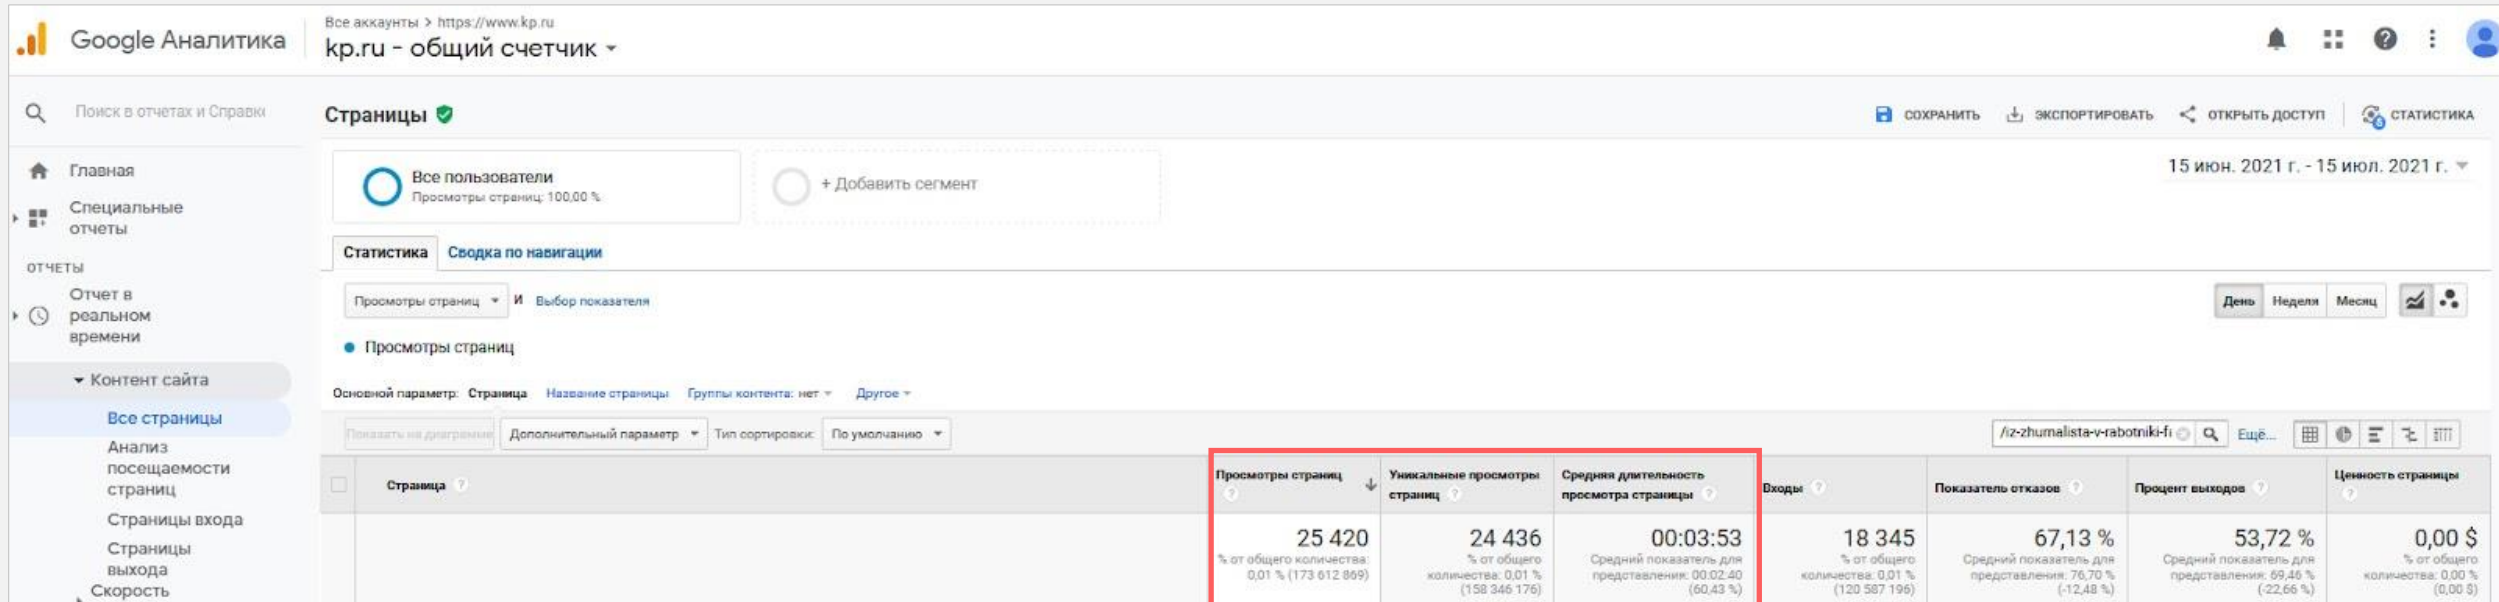 Все аккаунты > https://www.kp.ru
Google Аналитика
kp.ru - общий счетчик
Поиск в отчетах и Справке
Страницы
СОХРАНИТЬ
ЭКСПОРТИРОВАТЬ
ОТКРЫТЬ ДОСТУП
СТАТИСТИКА
Главная
Специальные
отчеты
ОТЧЕТЫ
Отчет в
реальном
времени
Контент сайта
Все страницы
Анализ
посещаемости
страниц
Страницы входа
Страницы
выхода
Скорость
Все пользователи
Просмотры страниц: 100,00 %
+ Добавить сегмент
15 июн. 2021 г. - 15 июл. 2021 г.
Статистика
Сводка по навигации
Просмотры страниц
И
Выбор показателя
День
Неделя
Месяц
Просмотры страниц
Основной параметр: Страница Название страницы Группы контента: нет Другое
Показать на диаграмме
Дополнительный параметр
Тип сортировки:
По умолчанию
/iz-zhurnalista-v-rabotniki-fi
Ещё...
Страница ?
Просмотры страниц
?
Уникальные просмотры
страниц ?
Средняя длительность
просмотра страницы ?
Входы ?
Показатель отказов ?
Процент выходов ?
Ценность страницы
?
25 420
% от общего количества:
0,01 % (173 612 869)
24 436
% от общего
количества: 0,01 %
(158 346 176)
00:03:53
Средний показатель для
представления: 00:02:40
(60,43 %)
18 345
% от общего
количества: 0,01 %
(120 587 196)
67,13 %
Средний показатель для
представления: 76,70 %
(-12,48 %)
53,72 %
Средний показатель для
представления: 69,46 %
(-22,66 %)
0,00 $
% от общего
количества: 0,00 %
(0,00 $)